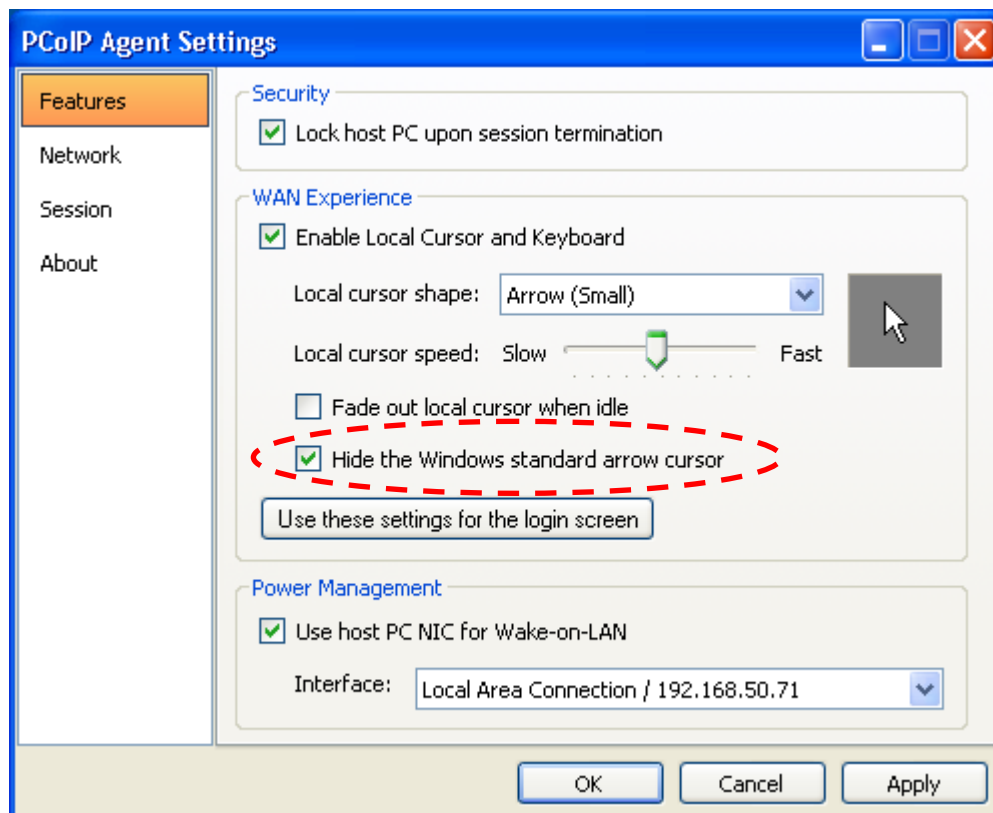 PCoIP Agent Settings
Features
Network
Session
About
Security
Lock host PC upon session termination
WAN Experience
Enable Local Cursor and Keyboard
Local cursor shape: Arrow (Small)
Local cursor speed: Slow Fast
Fade out local cursor when idle
Hide the Windows standard arrow cursor
Use these settings for the login screen
Power Management
Use host PC NIC for Wake-on-LAN
Interface: Local Area Connection / 192.168.50.71
OK Cancel Apply